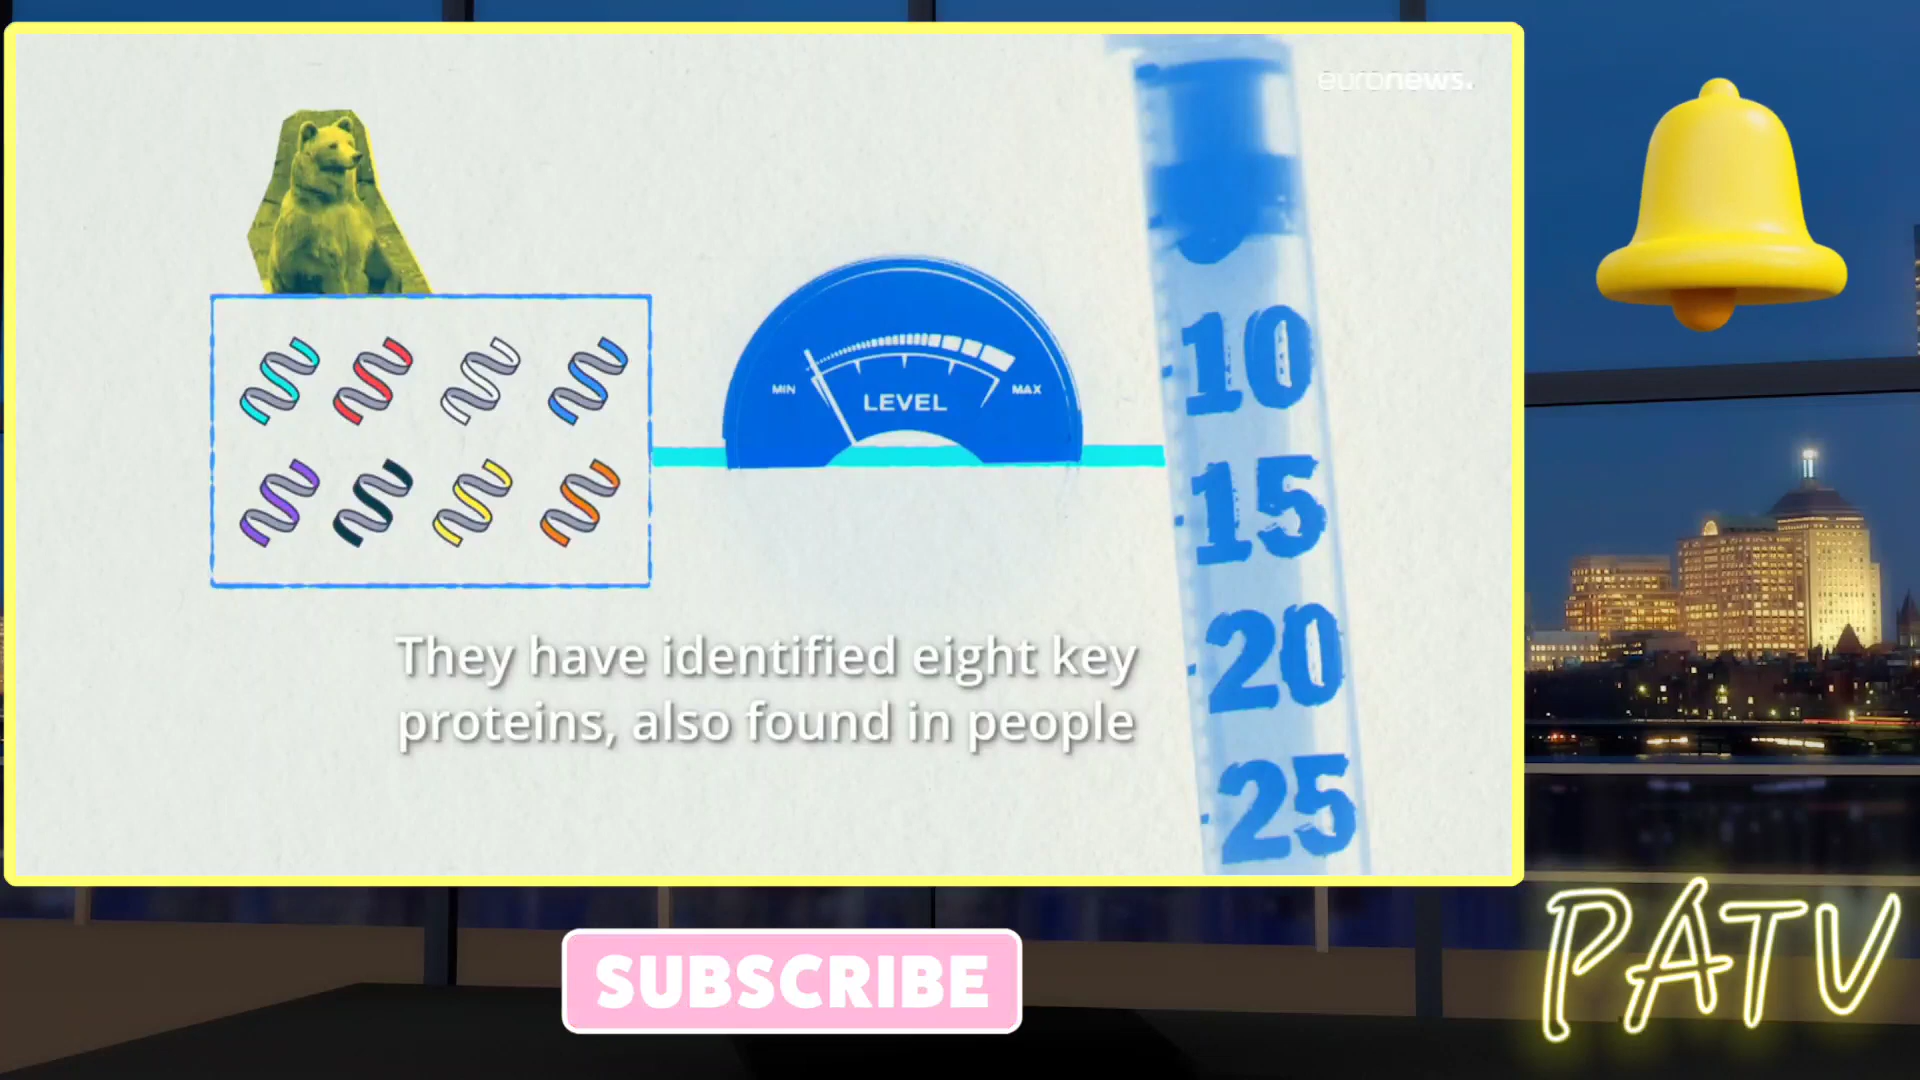 euronews.
MIN
LEVEL
MAX
10
15
20
25
They have identified eight key
proteins, also found in people
SUBSCRIBE
PATV